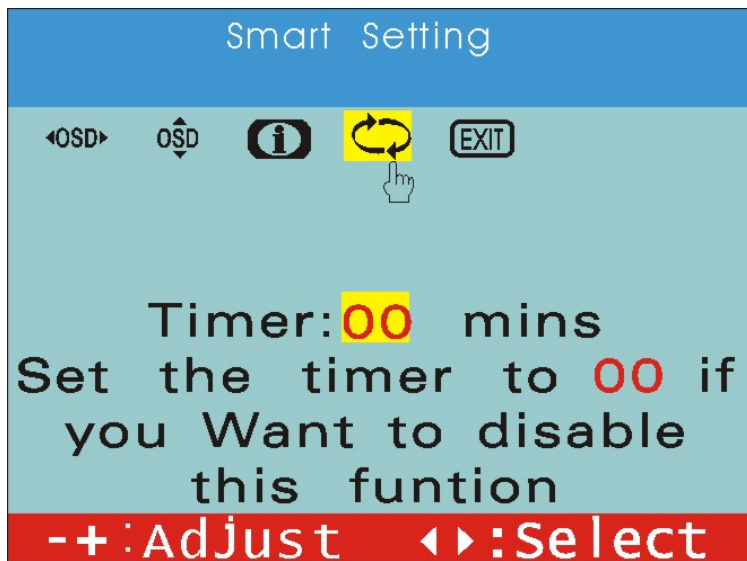 Smart Setting
◂OSD▸ OSD i EXIT
Timer:00 mins
Set the timer to 00 if
you Want to disable
this funtion
-+:Adjust ◂▸:Select